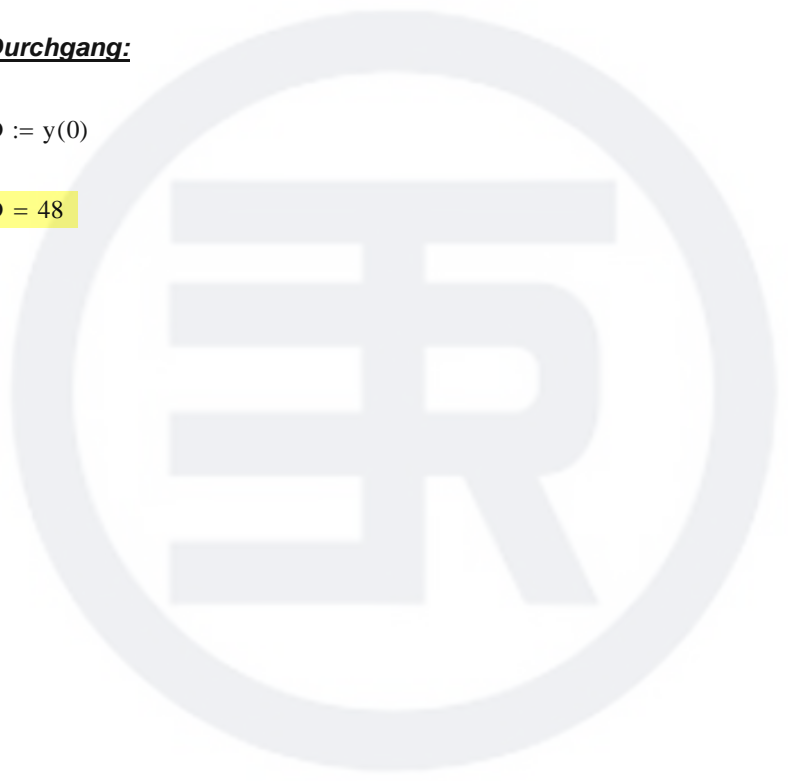 Durchgang:
:= y(0)
= 48